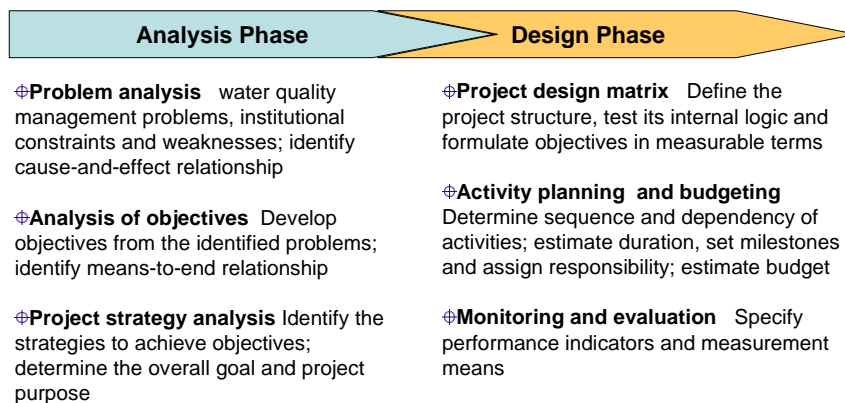 Analysis Phase
Design Phase
Problem analysis water quality
management problems, institutional
constraints and weaknesses; identify
cause-and-effect relationship
Analysis of objectives Develop
objectives from the identified problems;
identify means-to-end relationship
Project strategy analysis Identify the
strategies to achieve objectives;
determine the overall goal and project
purpose
Project design matrix Define the
project structure, test its internal logic and
formulate objectives in measurable terms
Activity planning and budgeting
Determine sequence and dependency of
activities; estimate duration, set milestones
and assign responsibility; estimate budget
Monitoring and evaluation Specify
performance indicators and measurement
means